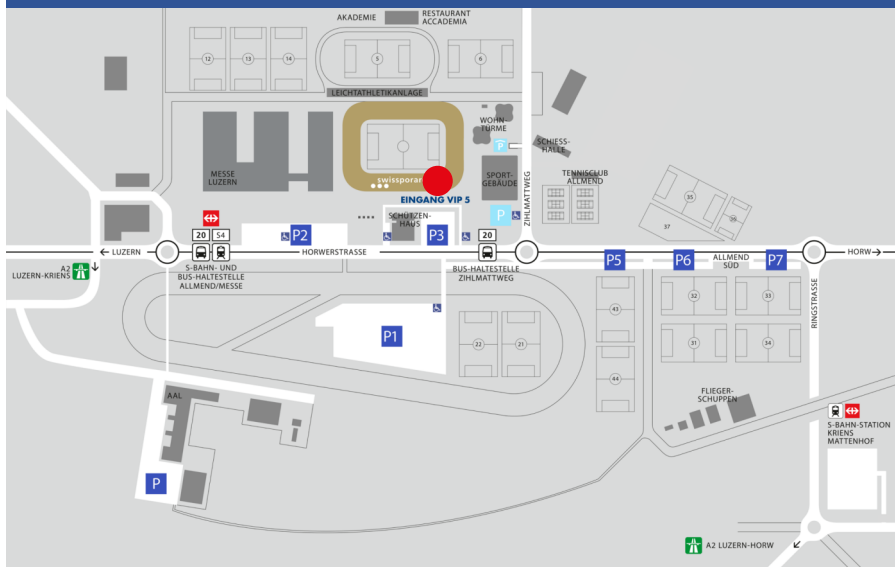 AKADEMIE
RESTAURANT
ACCADEMIA
12
13
14
5
6
LEICHTATHLETIKANLAGE
WOHN-
TÜRME
P
SCHIESS-
HALLE
MESSE
LUZERN
swisspora
SPORT-
GEBÄUDE
TENNISCLUB
ALLMEND
EINGANG VIP 5
SCHÜTZEN-
HAUS
P
ZIHLMATTWEG
35
36
37
20
S4
P2
P3
20
← LUZERN
HORWERSTRASSE
P5
P6
ALLMEND
SÜD
P7
HORW→
A2
LUZERN-KRIENS
S-BAHN- UND
BUS-HALTESTELLE
ALLMEND/MESSE
BUS-HALTESTELLE
ZIHLMATTWEG
RINGSTRASSE
P1
43
32
33
22
21
31
34
44
AAL
FLIEGER-
SCHUPPEN
S-BAHN-STATION
KRIENS
MATTENHOF
P
A2 LUZERN-HORW